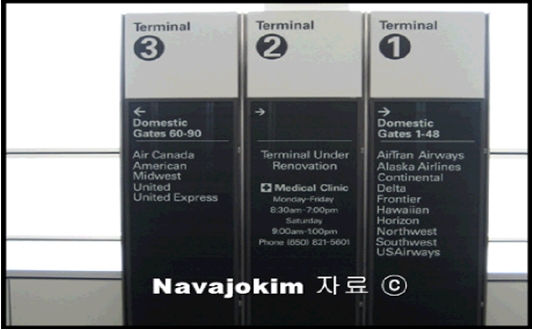 Terminal
3
←
Domestic
Gates 60-90
Air Canada
American
Midwest
United
United Express
Terminal
2
→
Terminal Under
Renovation
Medical Clinic
Monday-Friday
8:30am-7:00pm
Saturday
9:00am-1:00pm
Phone (650) 821-5601
Terminal
1
→
Domestic
Gates 1-48
AirTran Airways
Alaska Airlines
Continental
Delta
Frontier
Hawaiian
Horizon
Northwest
Southwest
USAirways
Navajokim 자료 ⓒ